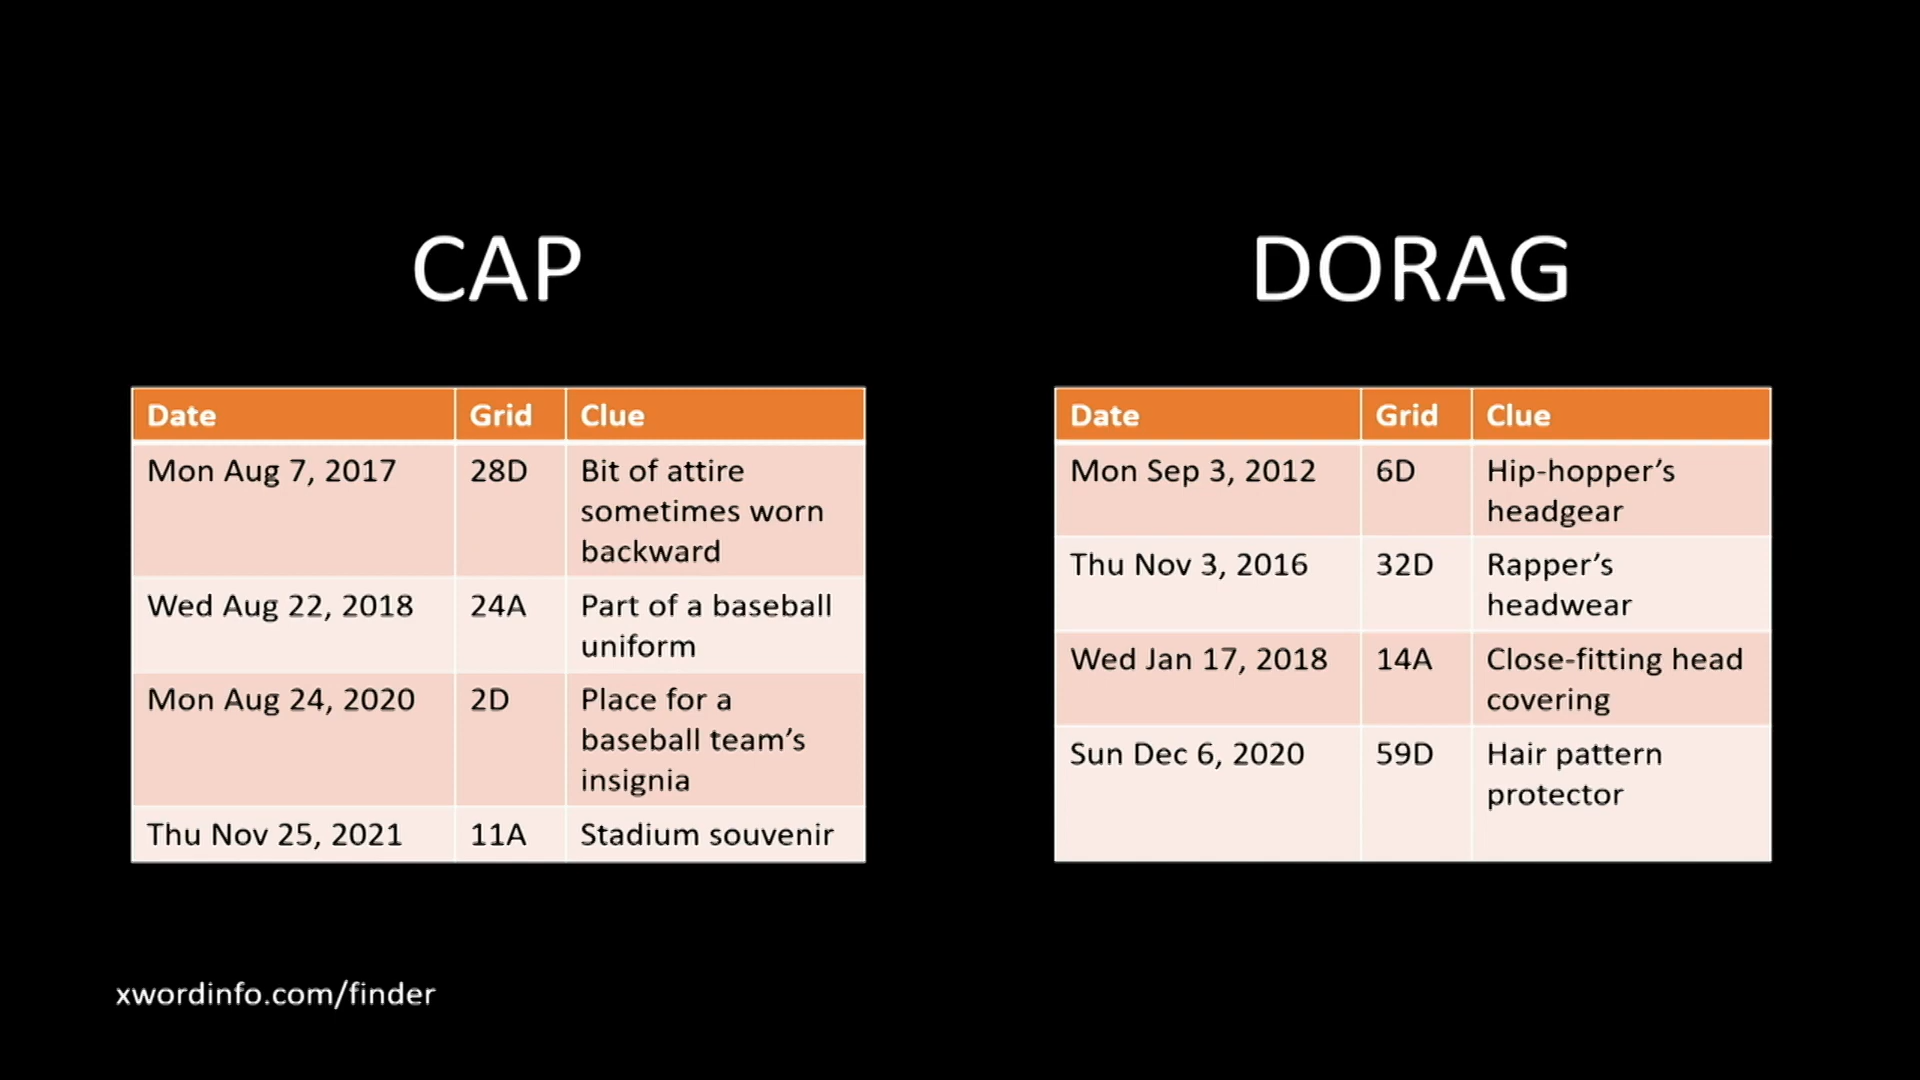 CAP
Date Grid Clue
Mon Aug 7, 2017 28D Bit of attire
sometimes worn
backward
Wed Aug 22, 2018 24A Part of a baseball
uniform
Mon Aug 24, 2020 2D Place for a
baseball team’s
insignia
Thu Nov 25, 2021 11A Stadium souvenir
DORAG
Date Grid Clue
Mon Sep 3, 2012 6D Hip-hopper’s
headgear
Thu Nov 3, 2016 32D Rapper’s
headwear
Wed Jan 17, 2018 14A Close-fitting head
covering
Sun Dec 6, 2020 59D Hair pattern
protector
xwordinfo.com/finder